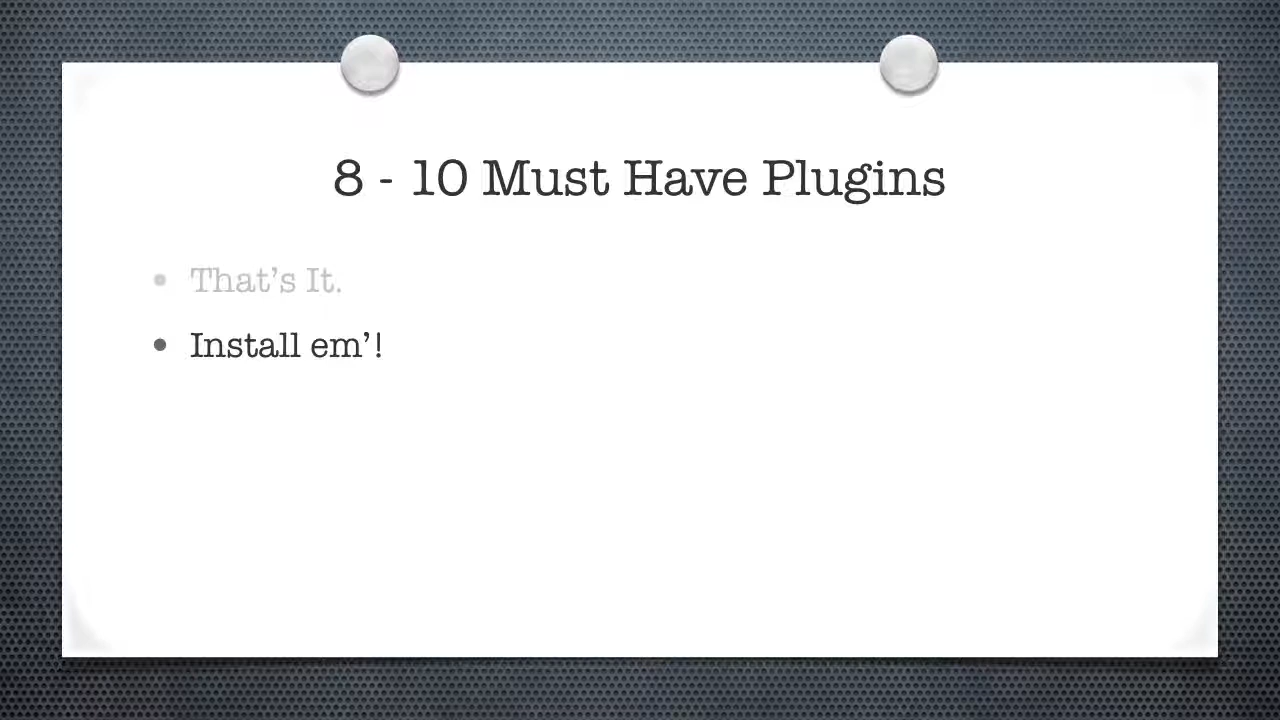 8 - 10 Must Have Plugins
• That’s It.
• Install em’!